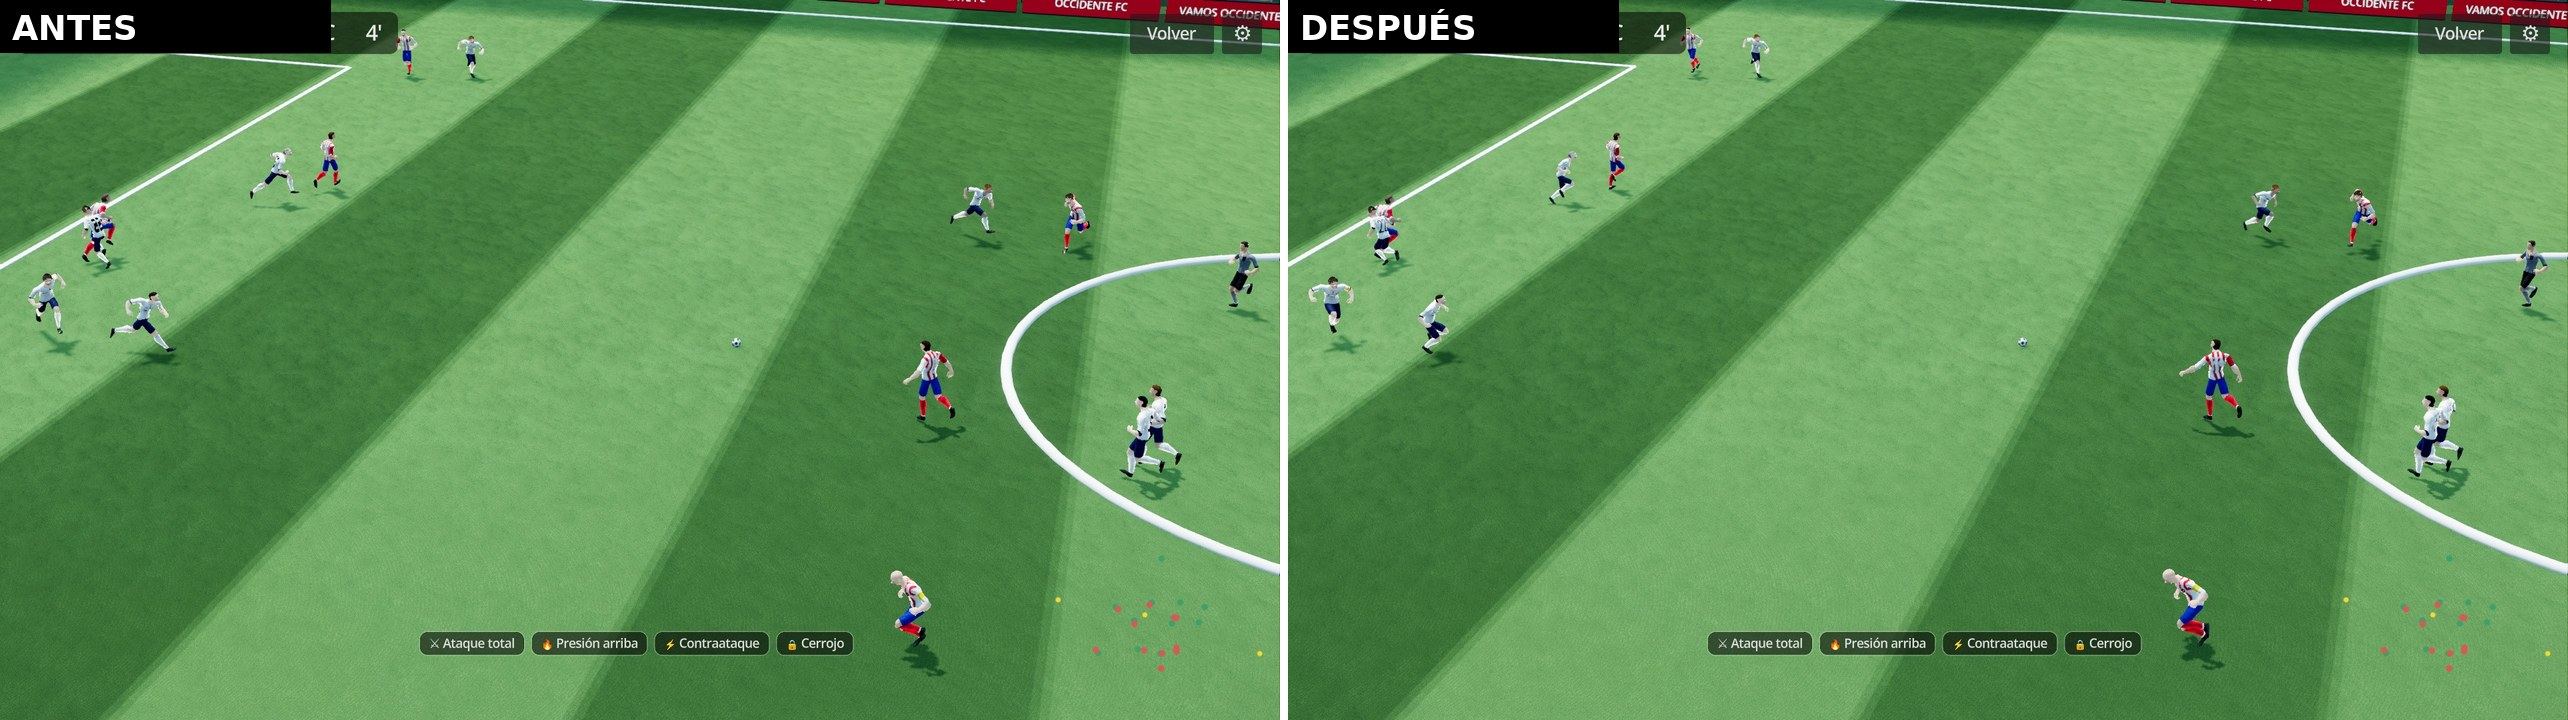 ANTES
4'
OCCIDENTE FC
VAMOS OCCIDENTE
Volver
Ataque total
Presión arriba
Contraataque
Cerrojo
DESPUÉS
4'
OCCIDENTE FC
VAMOS OCCIDENTE
Volver
Ataque total
Presión arriba
Contraataque
Cerrojo